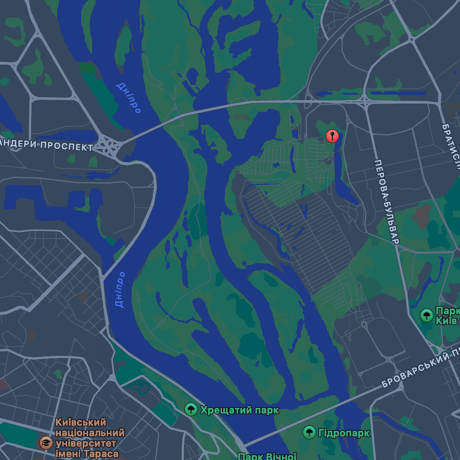 Дніпро
АНДЕРИ ПРОСПЕКТ
БРАТИСЛ
ПЕРОВА БУЛЬВАР
Дніпро
Парк
Київ
БРОВАРСЬКИЙ П
Хрещатий парк
Київський
національний
університет
імені Тараса
Гідропарк
Парк Вічної